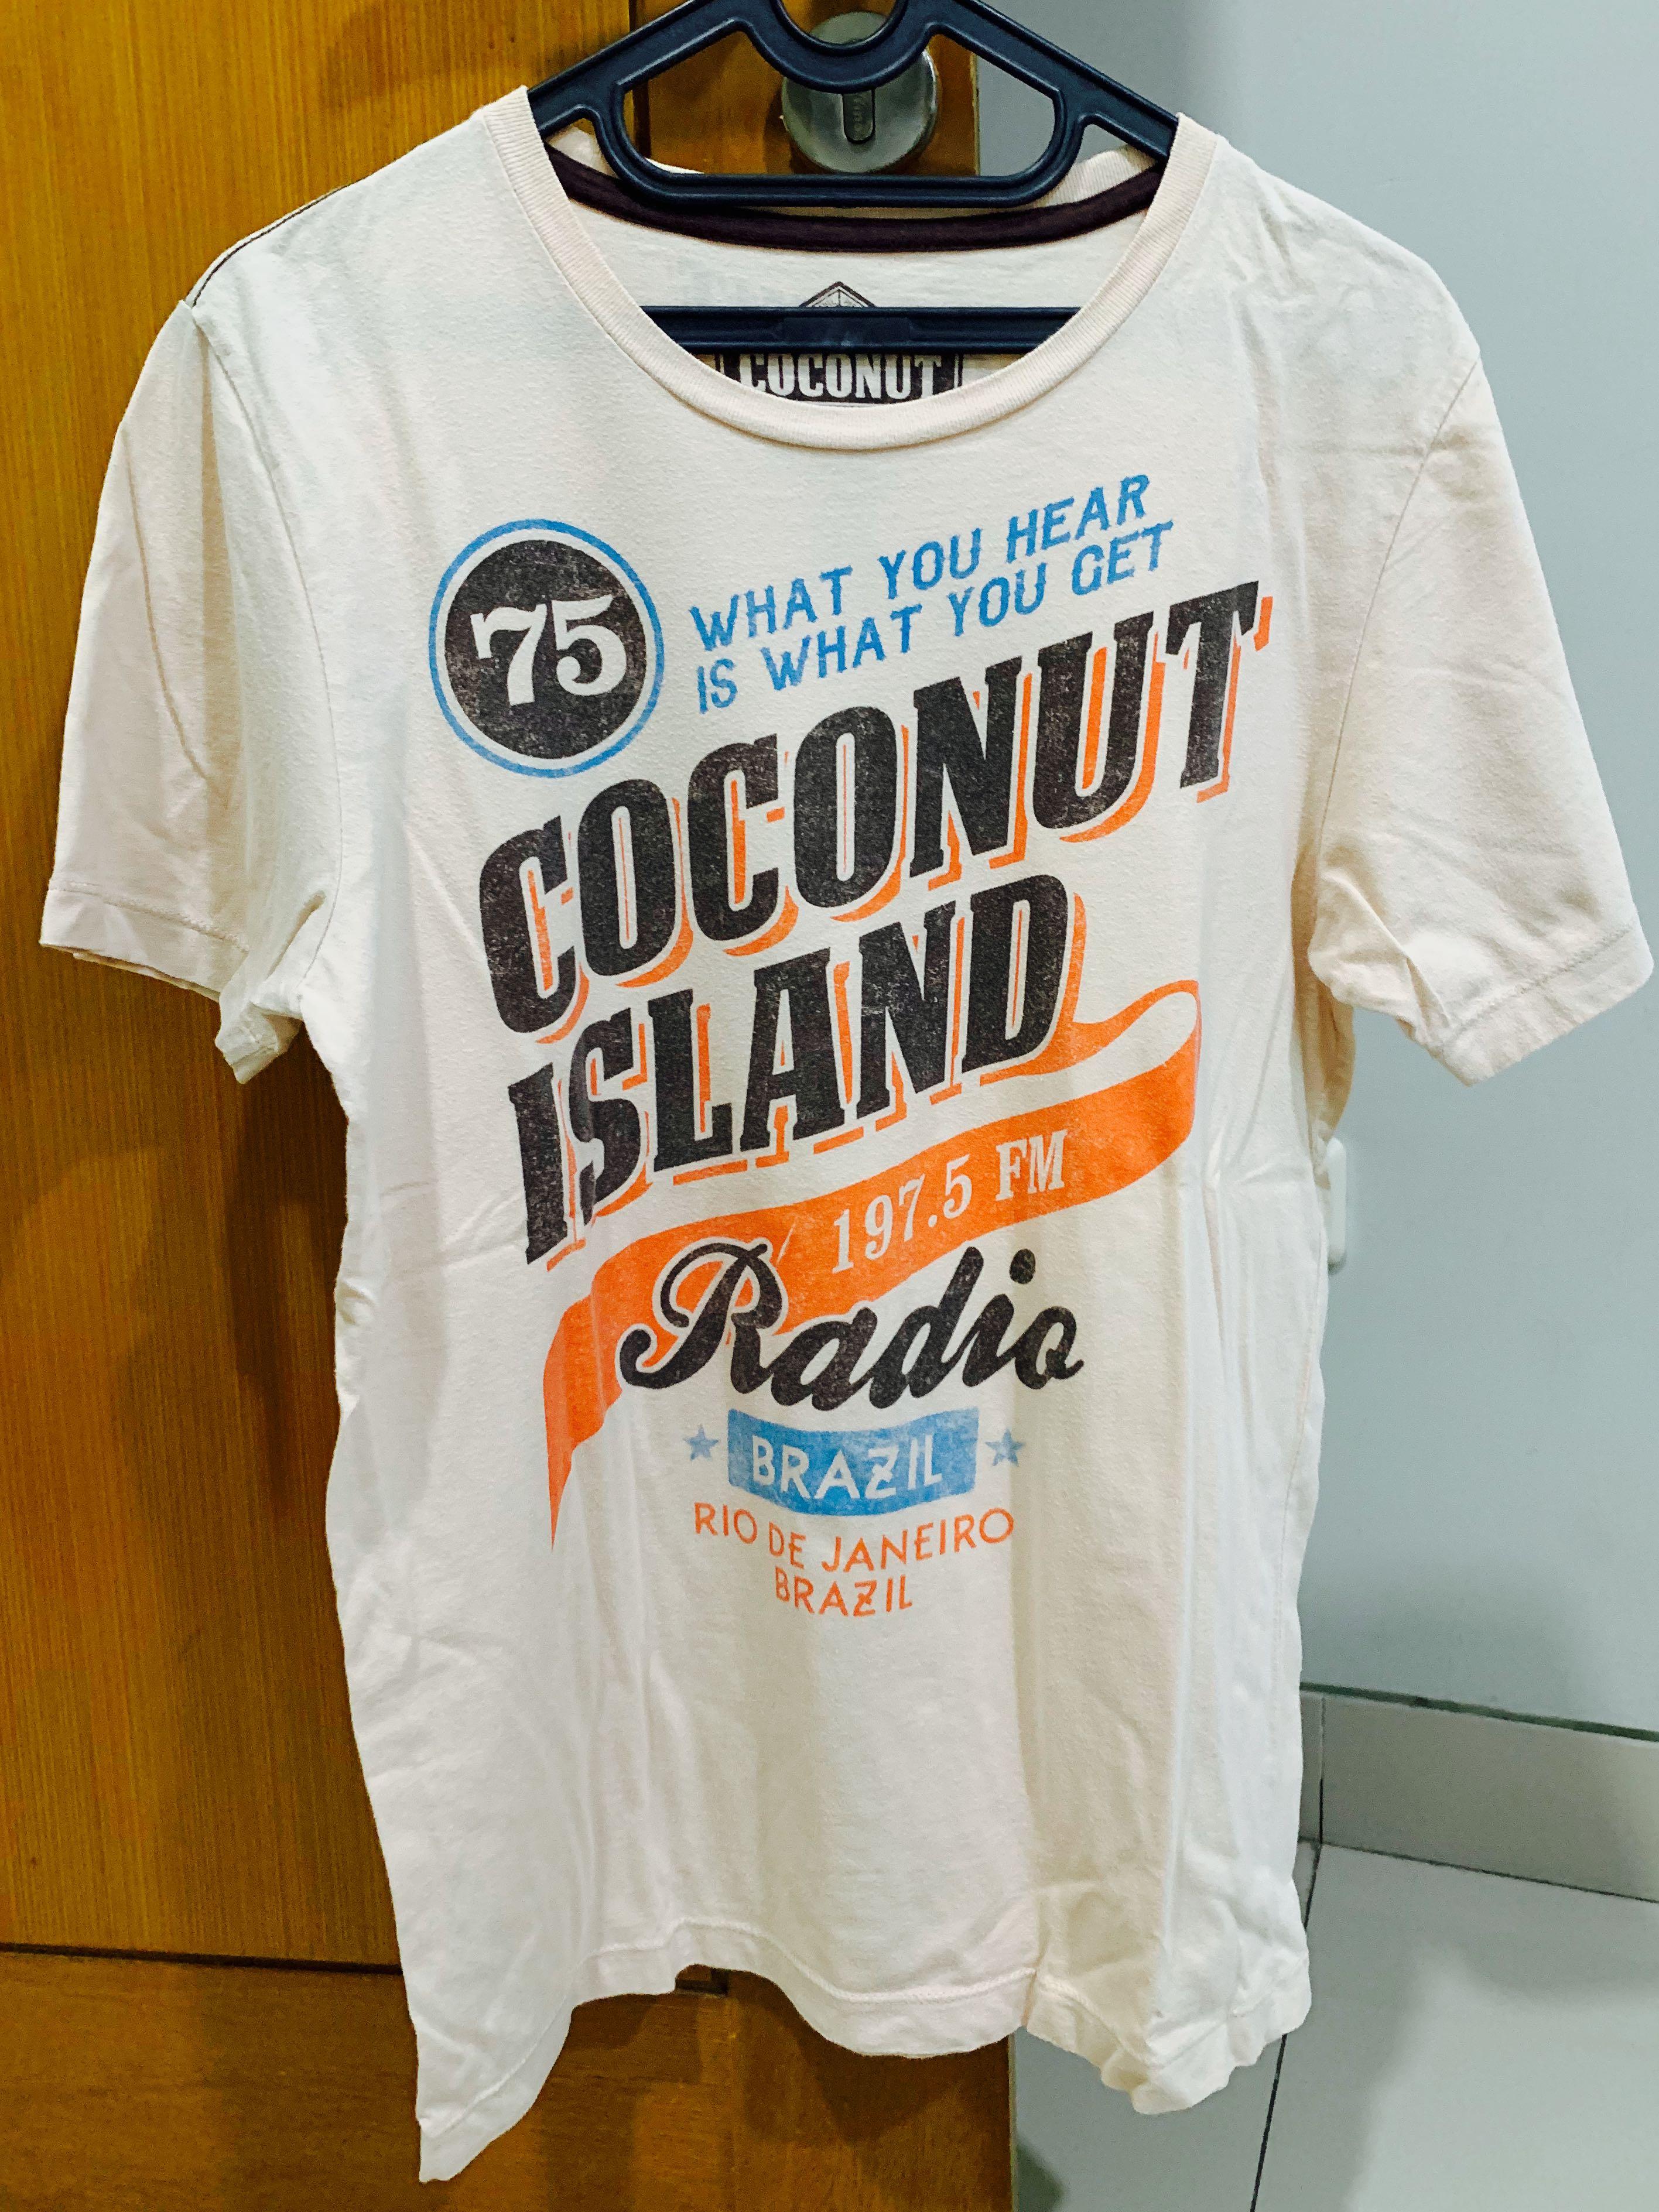 COCONUT
75
WHAT YOU HEAR
IS WHAT YOU GET
COCONUT
ISLAND
197.5 FM
Radio
BRAZIL
RIO DE JANEIRO
BRAZIL